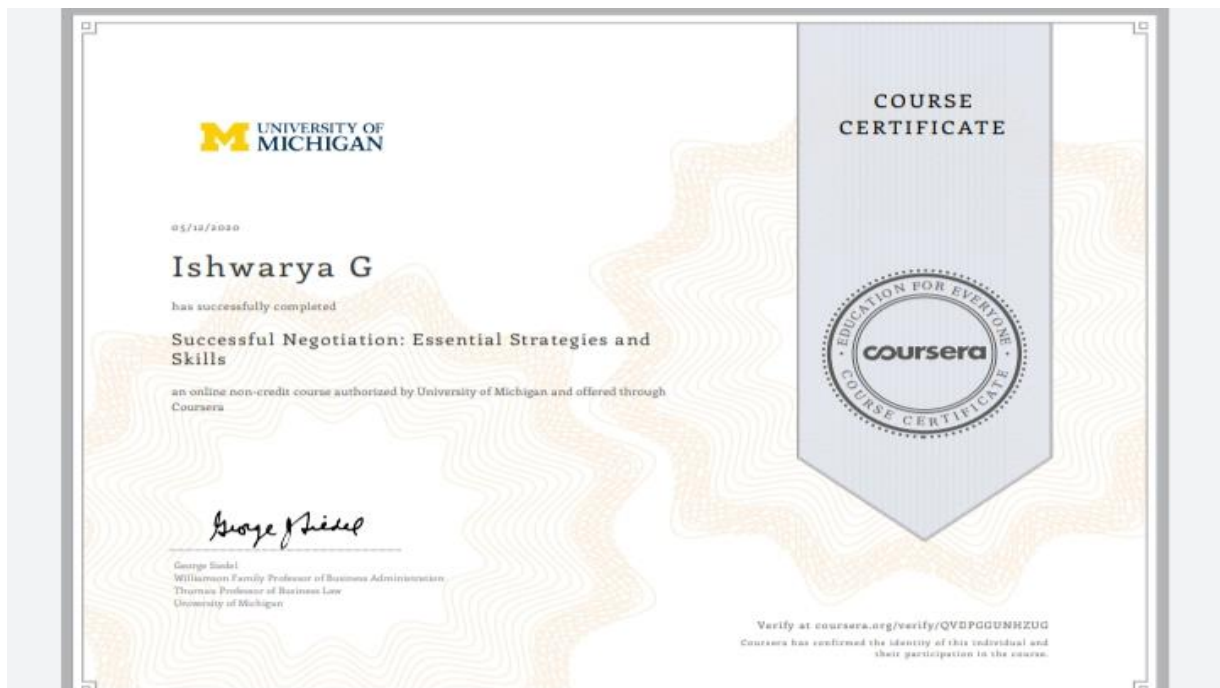 UNIVERSITY OF
MICHIGAN
05/12/2020
Ishwarya G
has successfully completed
Successful Negotiation: Essential Strategies and
Skills
an online non-credit course authorized by University of Michigan and offered through
Coursera
George J Siedel
George Siedel
Williamson Family Professor of Business Administration
Thurnau Professor of Business Law
University of Michigan
COURSE
CERTIFICATE
EDUCATION FOR EVERYONE
coursera
COURSE CERTIFICATE
Verify at coursera.org/verify/QVDPGGUNHZUG
Coursera has confirmed the identity of this individual and
their participation in the course.